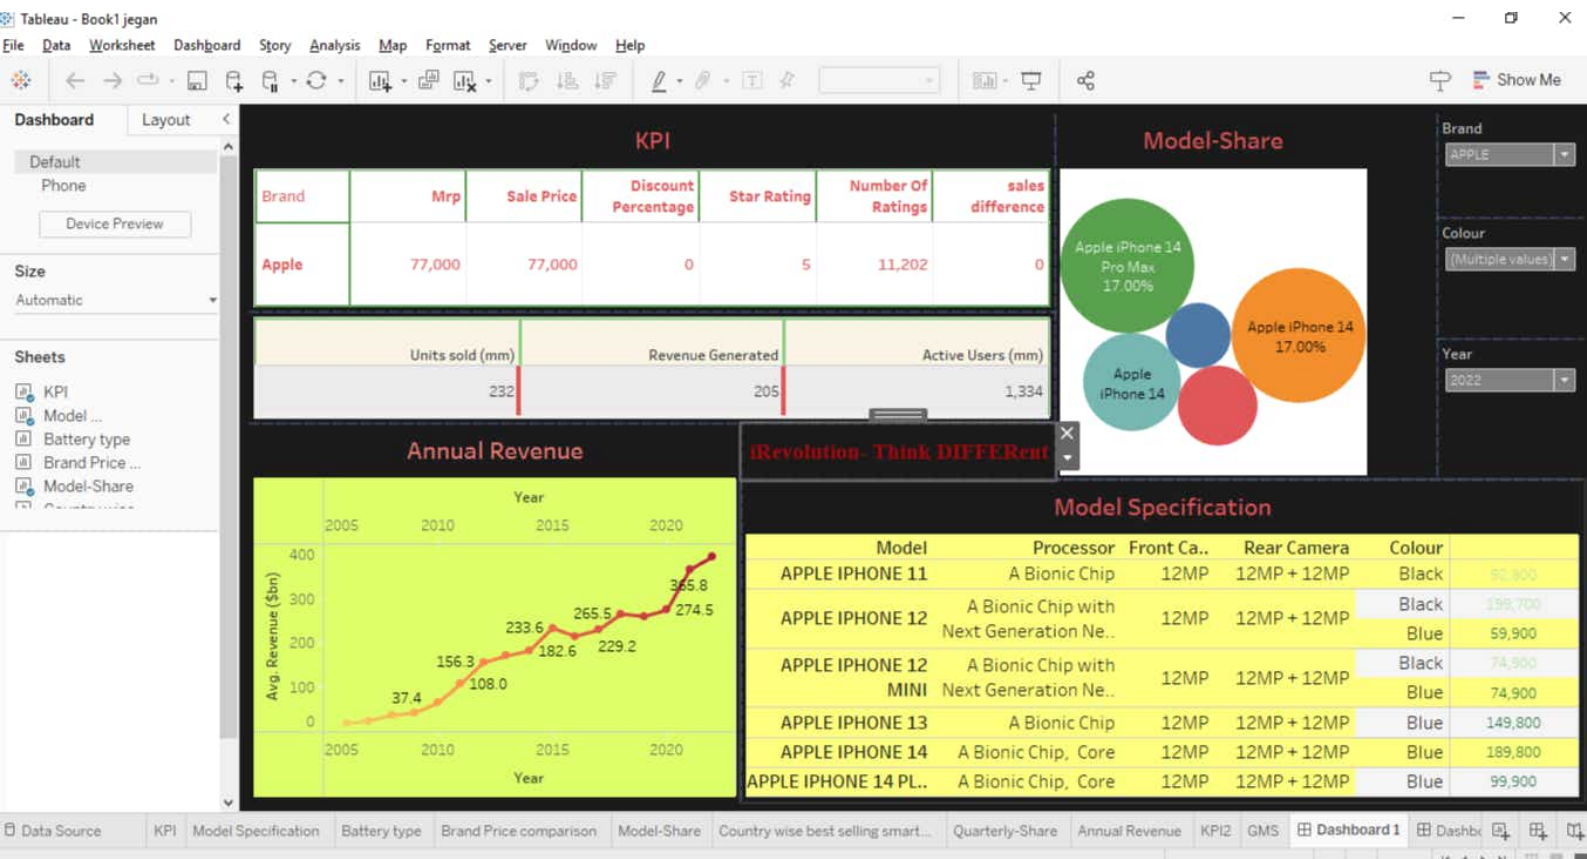 Tableau - Book1 jegan
File Data Worksheet Dashboard Story Analysis Map Format Server Window Help
Show Me
Dashboard Layout
Default
Phone
Device Preview
Size
Automatic
Sheets
KPI
Model ...
Battery type
Brand Price ...
Model-Share
KPI
Brand Mrp Sale Price Discount Percentage Star Rating Number Of Ratings sales difference
Apple 77,000 77,000 0 5 11,202 0
Units sold (mm) Revenue Generated Active Users (mm)
232 205 1,334
Model-Share
Apple iPhone 14
Pro Max
17.00%
Apple iPhone 14
17.00%
Apple
iPhone 14
Brand
APPLE
Colour
(Multiple values)
Year
2022
Annual Revenue
Year
2005 2010 2015 2020
Avg. Revenue ($bn)
400
300
200
100
0
37.4
108.0
156.3
233.6
182.6
265.5
229.2
365.8
274.5
2005 2010 2015 2020
Year
iRevolution- Think DIFFERent
Model Specification
Model Processor Front Ca.. Rear Camera Colour
APPLE IPHONE 11 A Bionic Chip 12MP 12MP + 12MP Black 92,800
APPLE IPHONE 12 A Bionic Chip with Next Generation Ne.. 12MP 12MP + 12MP Black 199,700
Blue 59,900
APPLE IPHONE 12 MINI A Bionic Chip with Next Generation Ne.. 12MP 12MP + 12MP Black 74,900
Blue 74,900
APPLE IPHONE 13 A Bionic Chip 12MP 12MP + 12MP Blue 149,800
APPLE IPHONE 14 A Bionic Chip, Core 12MP 12MP + 12MP Blue 189,800
APPLE IPHONE 14 PL.. A Bionic Chip, Core 12MP 12MP + 12MP Blue 99,900
Data Source KPI Model Specification Battery type Brand Price comparison Model-Share Country wise best selling smart... Quarterly-Share Annual Revenue KPI2 GMS Dashboard 1 Dashb